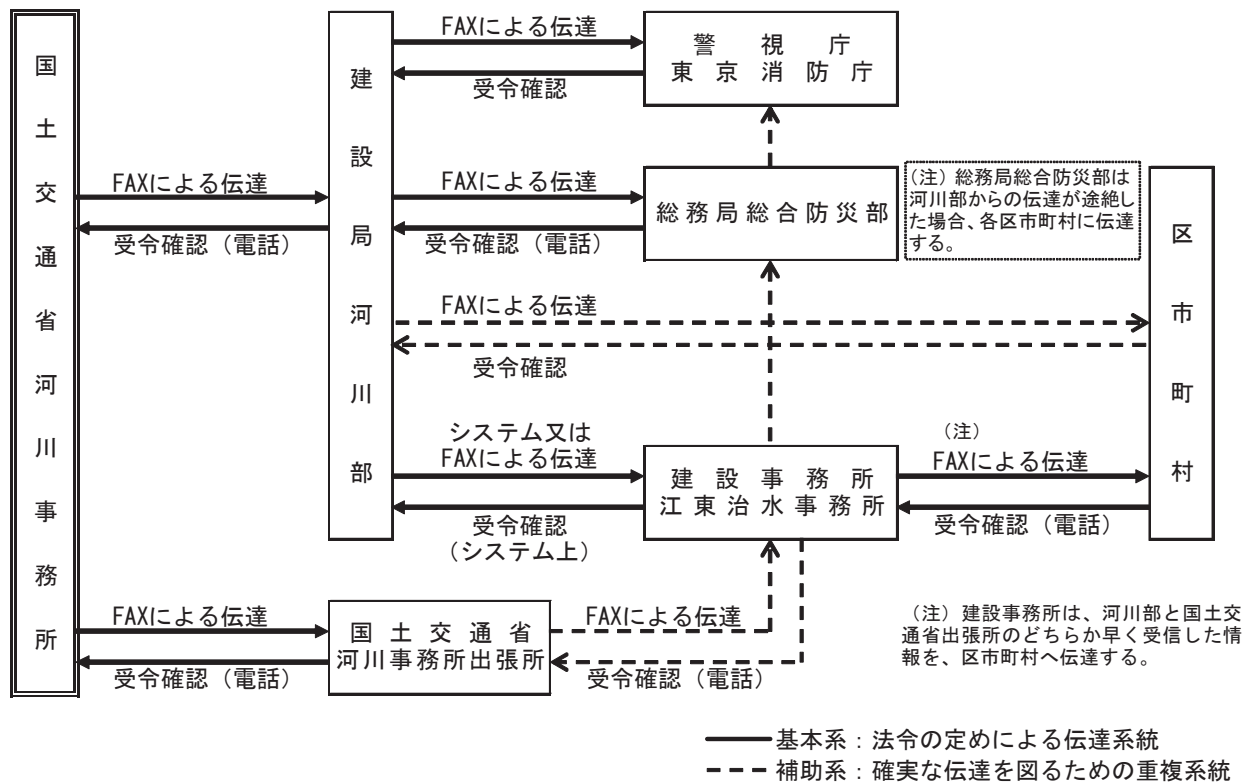 国土交通省河川事務所
建設局河川部
FAXによる伝達
受令確認
警視庁
東京消防庁
FAXによる伝達
受令確認（電話）
FAXによる伝達
受令確認（電話）
総務局総合防災部
（注）総務局総合防災部は
河川部からの伝達が途絶し
た場合、各区市町村に伝達
する。
区市町村
FAXによる伝達
受令確認
システム又は
FAXによる伝達
受令確認
（システム上）
建設事務所
江東治水事務所
（注）
FAXによる伝達
受令確認（電話）
FAXによる伝達
受令確認（電話）
国土交通省
河川事務所出張所
FAXによる伝達
受令確認（電話）
（注）建設事務所は、河川部と国土交
通省出張所のどちらか早く受信した情
報を、区市町村へ伝達する。
基本系：法令の定めによる伝達系統
補助系：確実な伝達を図るための重複系統